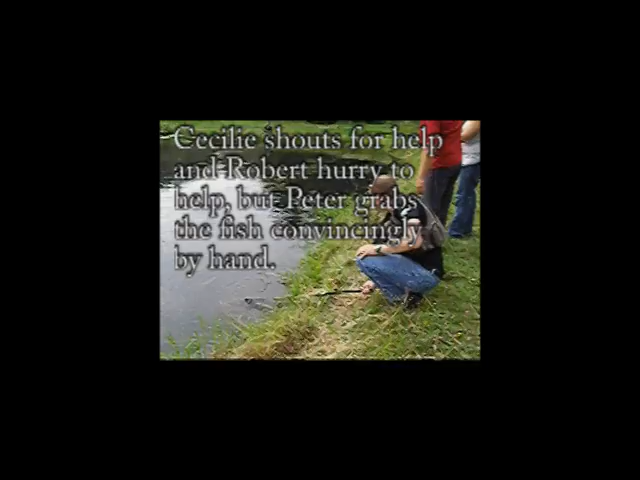 Cecilie shouts for help
and Robert hurry to
help, but Peter grabs
the fish convincingly
by hand.